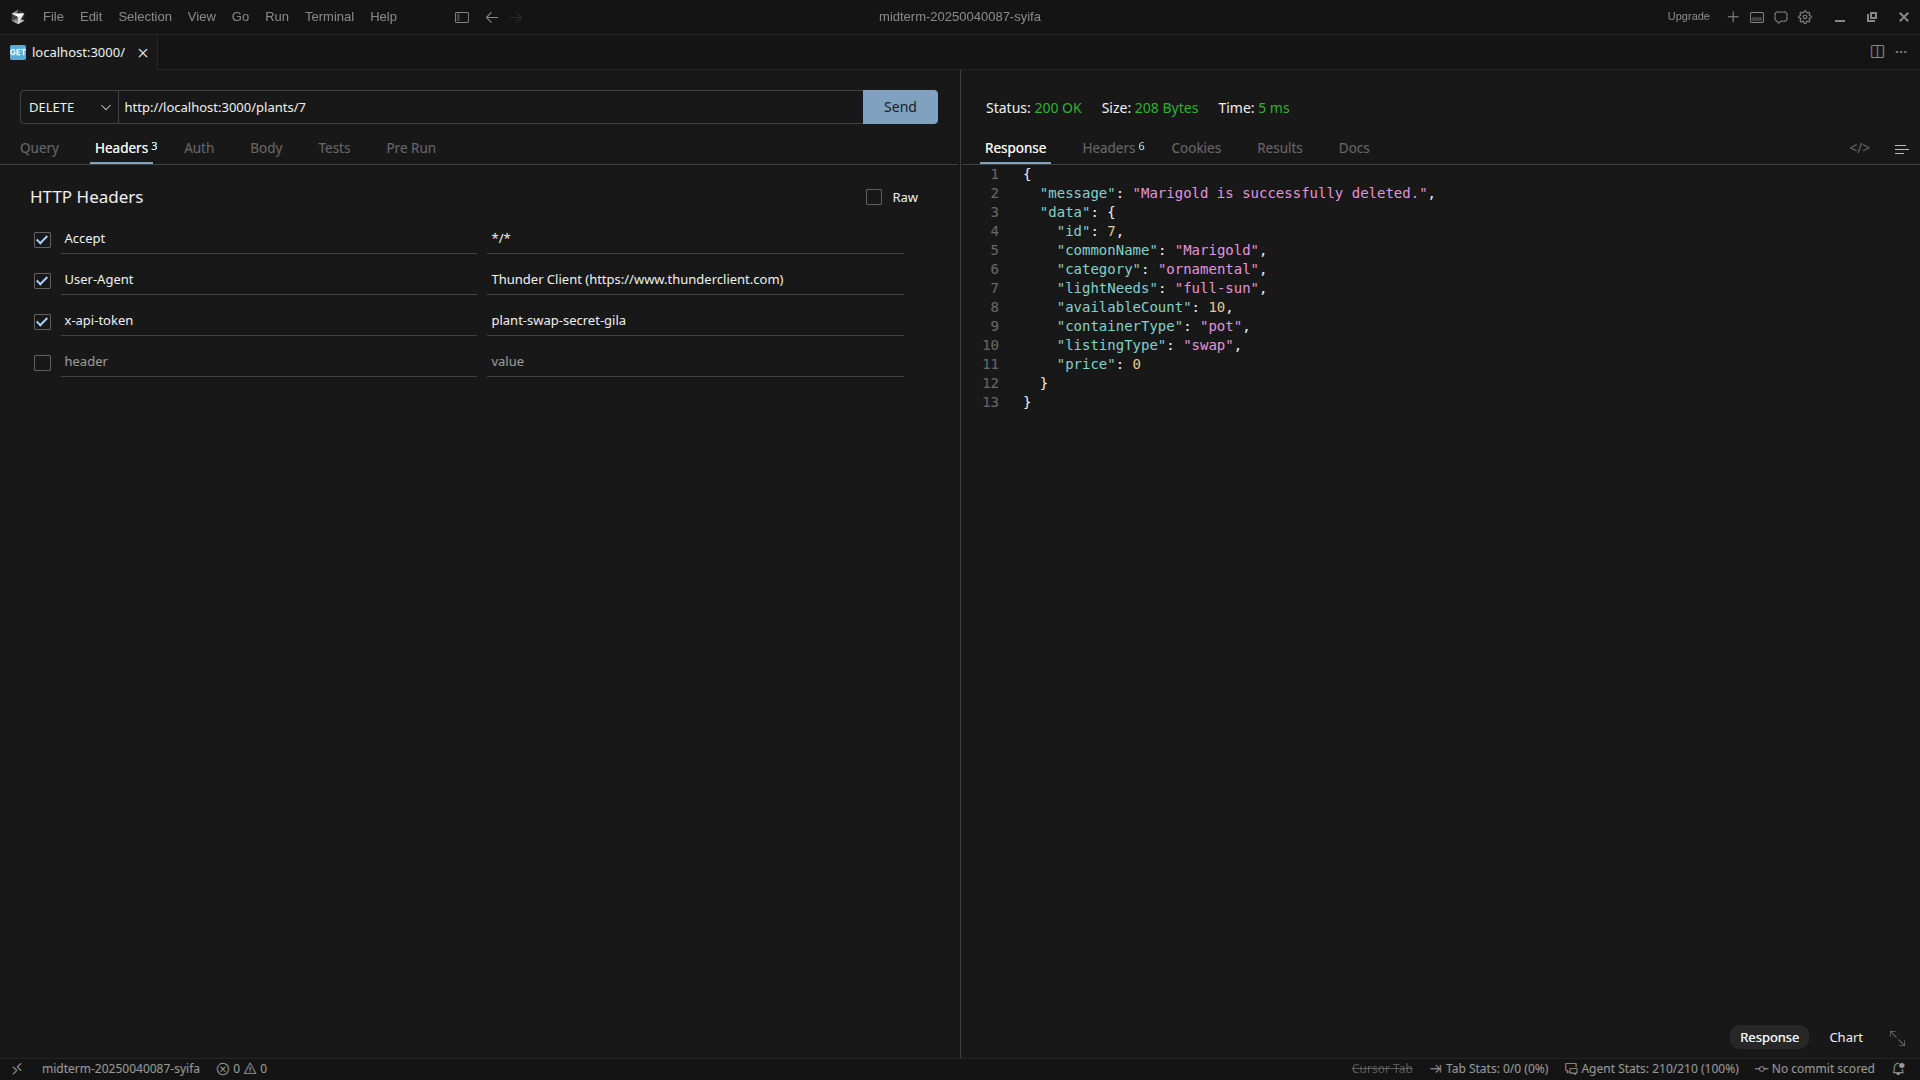 File Edit Selection View Go Run Terminal Help
midterm-20250040087-syifa
Upgrade
GET localhost:3000/
DELETE http://localhost:3000/plants/7 Send
Query Headers 3 Auth Body Tests Pre Run
HTTP Headers
Raw
Accept */*
User-Agent Thunder Client (https://www.thunderclient.com)
x-api-token plant-swap-secret-gila
header value
Status: 200 OK Size: 208 Bytes Time: 5 ms
Response Headers 6 Cookies Results Docs </>
1 {
2 "message": "Marigold is successfully deleted.",
3 "data": {
4 "id": 7,
5 "commonName": "Marigold",
6 "category": "ornamental",
7 "lightNeeds": "full-sun",
8 "availableCount": 10,
9 "containerType": "pot",
10 "listingType": "swap",
11 "price": 0
12 }
13 }
Response Chart
midterm-20250040087-syifa 0 0
Cursor Tab Tab Stats: 0/0 (0%) Agent Stats: 210/210 (100%) No commit scored